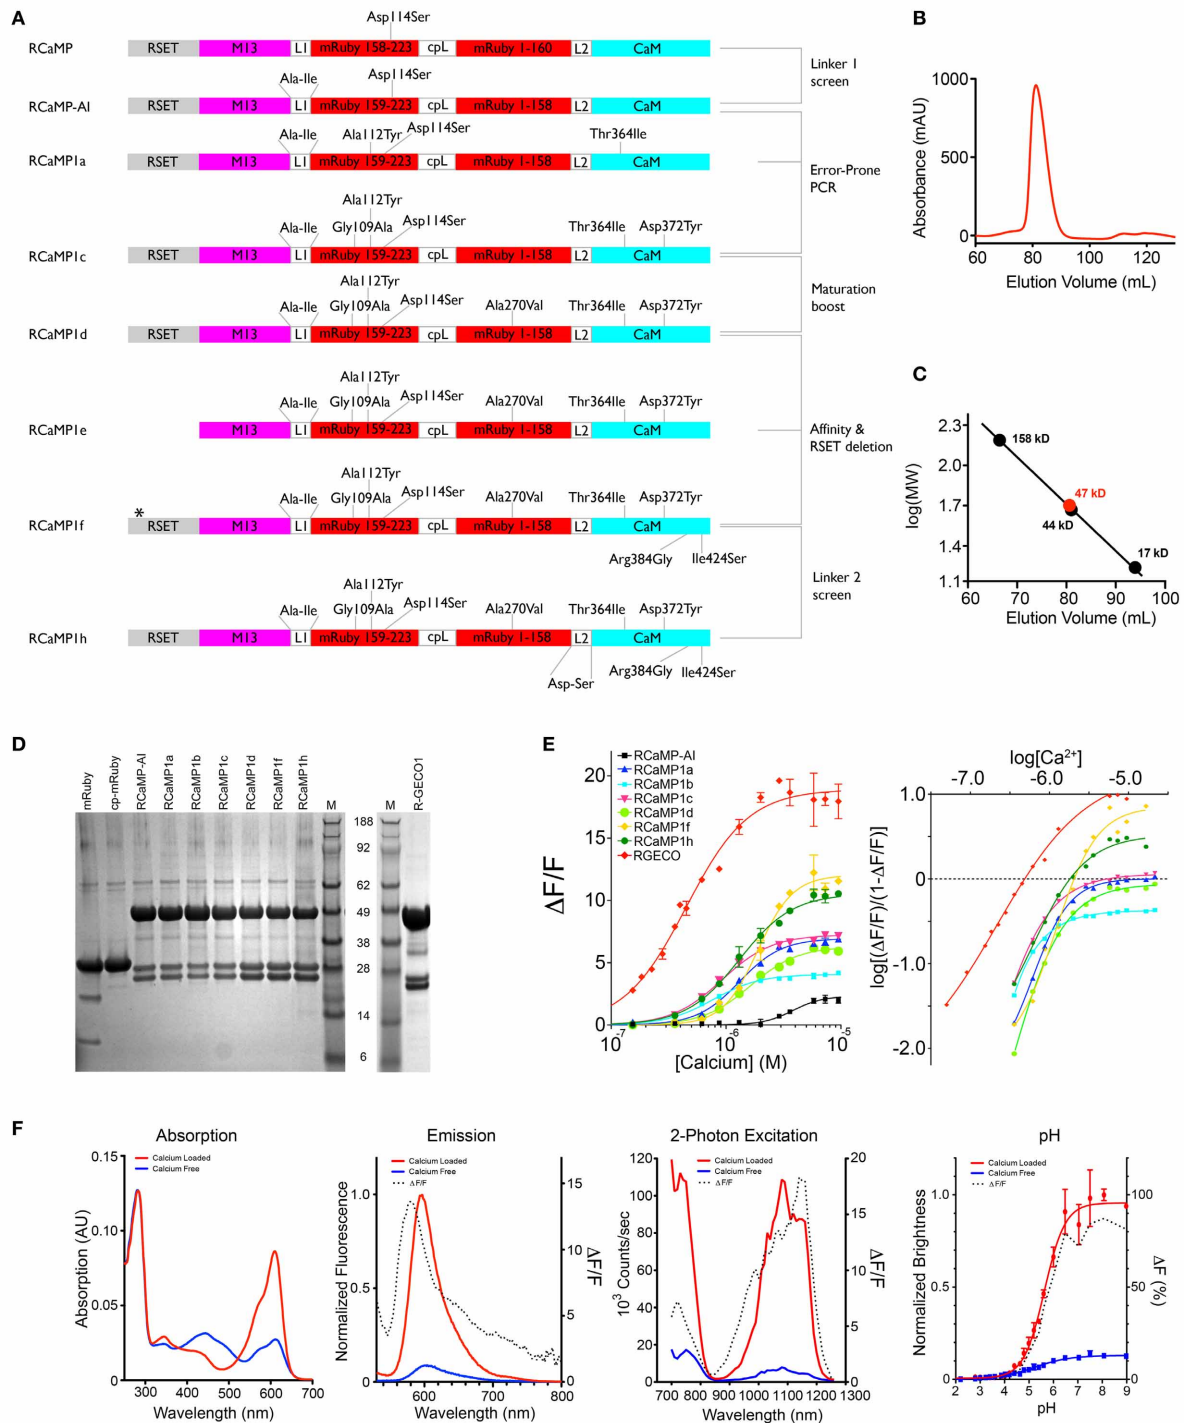 A
Asp114Ser
RCaMP
RSET M13 L1 mRuby 158-223 cpL mRuby 1-160 L2 CaM
Linker 1
screen
Ala-Ile Asp114Ser
RCaMP-AI
RSET M13 L1 mRuby 159-223 cpL mRuby 1-158 L2 CaM
Ala-Ile Ala112Tyr Asp114Ser Thr364Ile
RCaMP1a
RSET M13 L1 mRuby 159-223 cpL mRuby 1-158 L2 CaM
Error-Prone
PCR
Ala112Tyr
Ala-Ile Gly109Ala Asp114Ser Thr364Ile Asp372Tyr
RCaMP1c
RSET M13 L1 mRuby 159-223 cpL mRuby 1-158 L2 CaM
Maturation
boost
Ala112Tyr
Ala-Ile Gly109Ala Asp114Ser Ala270Val Thr364Ile Asp372Tyr
RCaMP1d
RSET M13 L1 mRuby 159-223 cpL mRuby 1-158 L2 CaM
Ala112Tyr
Ala-Ile Gly109Ala Asp114Ser Ala270Val Thr364Ile Asp372Tyr
RCaMP1e
M13 L1 mRuby 159-223 cpL mRuby 1-158 L2 CaM
Affinity &
RSET deletion
Ala112Tyr
Ala-Ile Gly109Ala Asp114Ser Ala270Val Thr364Ile Asp372Tyr
*
RCaMP1f
RSET M13 L1 mRuby 159-223 cpL mRuby 1-158 L2 CaM
Arg384Gly Ile424Ser
Linker 2
screen
Ala112Tyr
Ala-Ile Gly109Ala Asp114Ser Ala270Val Thr364Ile Asp372Tyr
RCaMP1h
RSET M13 L1 mRuby 159-223 cpL mRuby 1-158 L2 CaM
Asp-Ser Arg384Gly Ile424Ser
B
Absorbance (mAU)
1000
500
0
60 80 100 120
Elution Volume (mL)
C
log(MW)
2.3
2.0
1.7
1.4
1.1
158 kD
47 kD
44 kD
17 kD
60 70 80 90 100
Elution Volume (mL)
D
mRuby
cp-mRuby
RCaMP-AI
RCaMP1a
RCaMP1b
RCaMP1c
RCaMP1d
RCaMP1f
RCaMP1h
M
M
R-GECO1
188
92
62
49
38
28
14
6
E
RCaMP-AI
RCaMP1a
RCaMP1b
RCaMP1c
RCaMP1d
RCaMP1f
RCaMP1h
RGECO
ΔF/F
20
15
10
5
0
10-7 10-6 10-5
[Calcium] (M)
log[Ca2+]
-7.0 -6.0 -5.0
log[(ΔF/F)/(1-ΔF/F)]
1.0
0
-1.0
-2.0
F
Absorption
Calcium Loaded
Calcium Free
Absorption (AU)
0.15
0.10
0.05
0.00
300 400 500 600 700
Wavelength (nm)
Emission
Calcium Loaded
Calcium Free
ΔF/F
Normalized Fluorescence
1.0
0.5
0
15
10
5
0
ΔF/F
600 700 800
Wavelength (nm)
2-Photon Excitation
Calcium Loaded
Calcium Free
ΔF/F
103 Counts/sec
120
100
80
60
40
20
0
20
15
10
5
0
ΔF/F
700 800 900 1000 1100 1200 1300
Wavelength (nm)
pH
Calcium Loaded
Calcium Free
ΔF/F
Normalized Brightness
1.0
0.5
0
100
50
0
ΔF (%)
2 3 4 5 6 7 8 9
pH